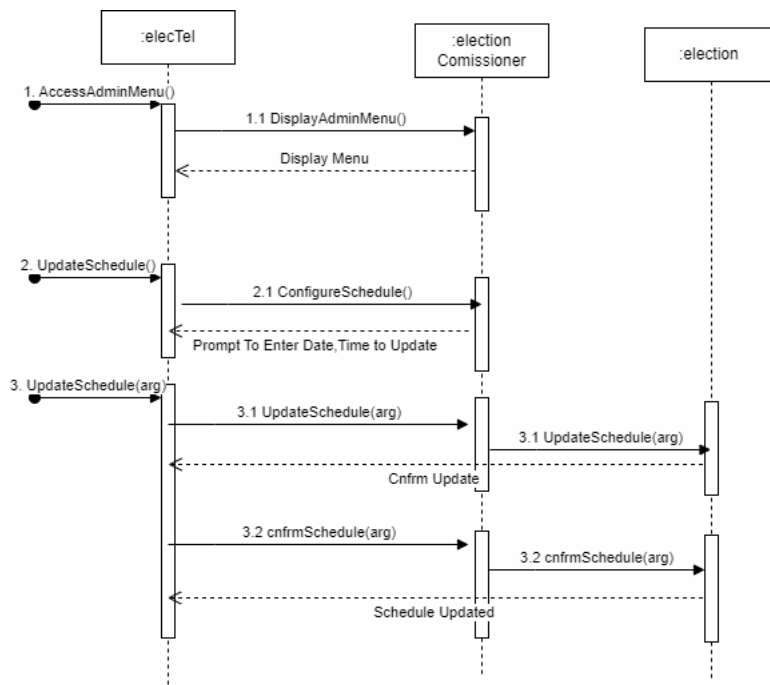 :elecTel
:election
Comissioner
:election
1. AccessAdminMenu()
1.1 DisplayAdminMenu()
Display Menu
2. UpdateSchedule()
2.1 ConfigureSchedule()
Prompt To Enter Date,Time to Update
3. UpdateSchedule(arg)
3.1 UpdateSchedule(arg)
3.1 UpdateSchedule(arg)
Cnfrm Update
3.2 cnfrmSchedule(arg)
3.2 cnfrmSchedule(arg)
Schedule Updated